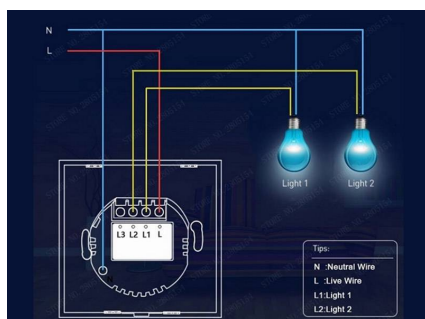 N
L
Light 1
Light 2
L3 L2 L1 L
Tips:
N :Neutral Wire
L :Live Wire
L1:Light 1
L2:Light 2